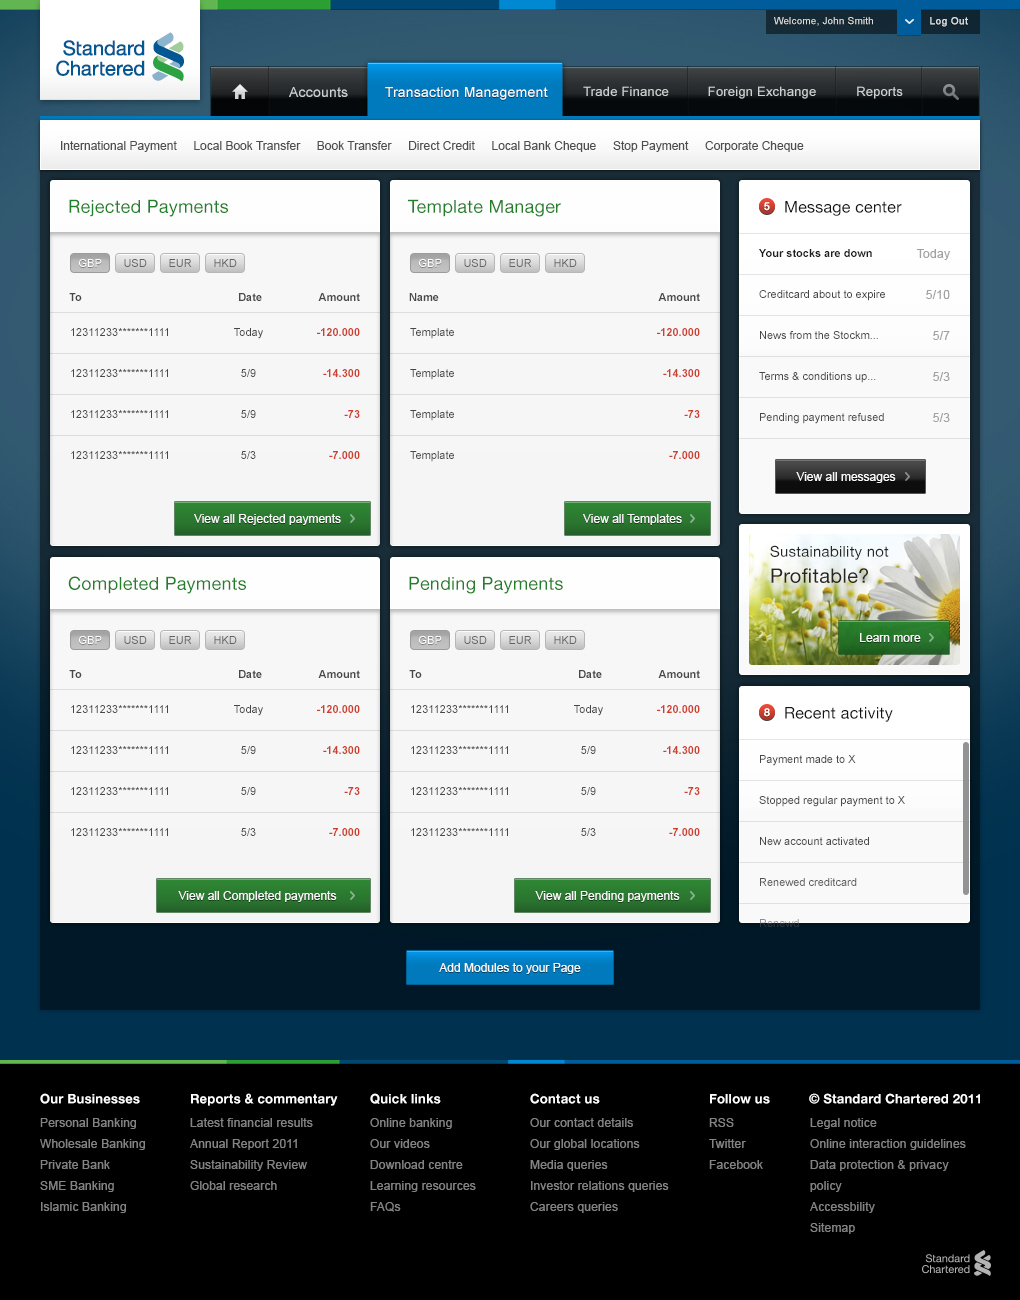 Welcome, John Smith
Log Out
Standard
Chartered
Accounts
Transaction Management
Trade Finance
Foreign Exchange
Reports
International Payment
Local Book Transfer
Book Transfer
Direct Credit
Local Bank Cheque
Stop Payment
Corporate Cheque
Rejected Payments
GBP USD EUR HKD
To Date Amount
12311233*******1111 Today -120.000
12311233*******1111 5/9 -14.300
12311233*******1111 5/9 -73
12311233*******1111 5/3 -7.000
View all Rejected payments
Template Manager
GBP USD EUR HKD
Name Amount
Template -120.000
Template -14.300
Template -73
Template -7.000
View all Templates
5 Message center
Your stocks are down Today
Creditcard about to expire 5/10
News from the Stockm... 5/7
Terms & conditions up... 5/3
Pending payment refused 5/3
View all messages
Sustainability not
Profitable?
Learn more
Completed Payments
GBP USD EUR HKD
To Date Amount
12311233*******1111 Today -120.000
12311233*******1111 5/9 -14.300
12311233*******1111 5/9 -73
12311233*******1111 5/3 -7.000
View all Completed payments
Pending Payments
GBP USD EUR HKD
To Date Amount
12311233*******1111 Today -120.000
12311233*******1111 5/9 -14.300
12311233*******1111 5/9 -73
12311233*******1111 5/3 -7.000
View all Pending payments
8 Recent activity
Payment made to X
Stopped regular payment to X
New account activated
Renewed creditcard
Renewd
Add Modules to your Page
Our Businesses
Personal Banking
Wholesale Banking
Private Bank
SME Banking
Islamic Banking
Reports & commentary
Latest financial results
Annual Report 2011
Sustainability Review
Global research
Quick links
Online banking
Our videos
Download centre
Learning resources
FAQs
Contact us
Our contact details
Our global locations
Media queries
Investor relations queries
Careers queries
Follow us
RSS
Twitter
Facebook
© Standard Chartered 2011
Legal notice
Online interaction guidelines
Data protection & privacy
policy
Accessbility
Sitemap
Standard
Chartered